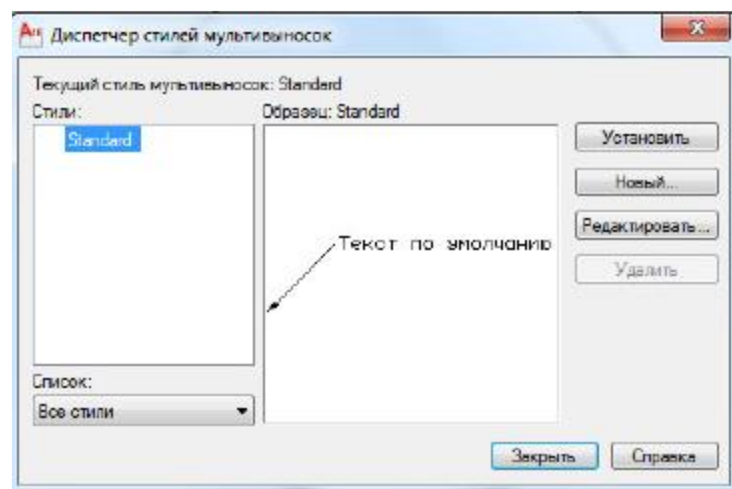 Диспетчер стилей мультивыносок
Текущий стиль мультивыносок: Standard
Стили:
Образец: Standard
Standard
Текст по умолчанию
Установить
Новый...
Редактировать...
Удалить
Список:
Все стили
Закрыть
Справка